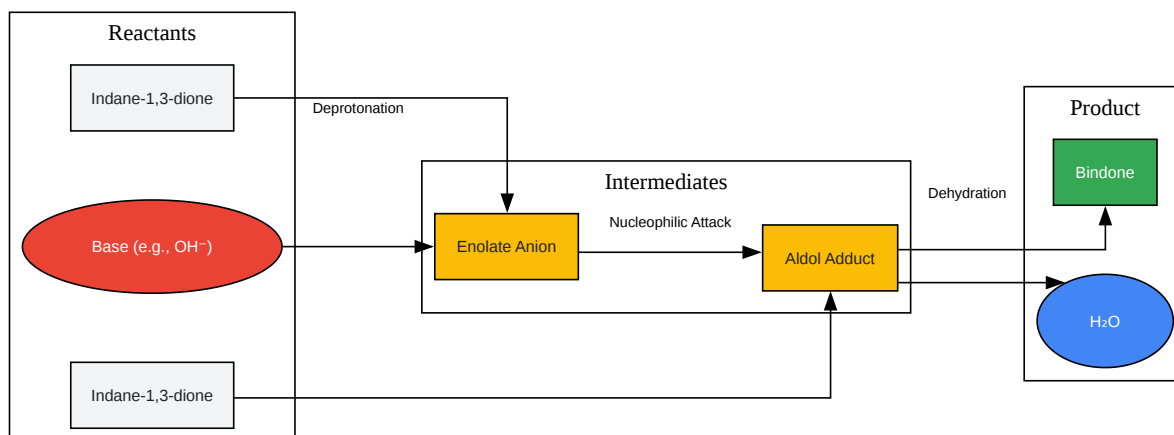 Reactants
Indane-1,3-dione
Deprotonation
Base (e.g., OH⁻)
Indane-1,3-dione
Intermediates
Enolate Anion
Nucleophilic Attack
Aldol Adduct
Dehydration
Product
Bindone
H₂O